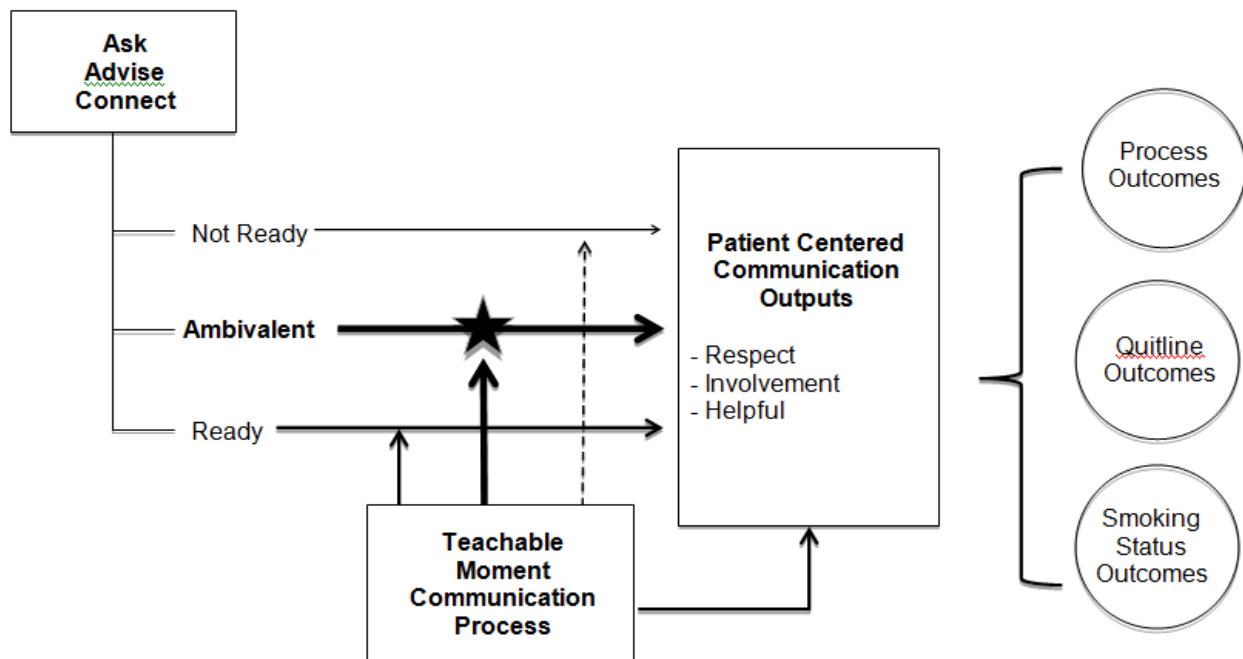 Ask
Advise
Connect
Not Ready
Ambivalent
Ready
Teachable
Moment
Communication
Process
Patient Centered
Communication
Outputs
- Respect
- Involvement
- Helpful
Process
Outcomes
Quitline
Outcomes
Smoking
Status
Outcomes